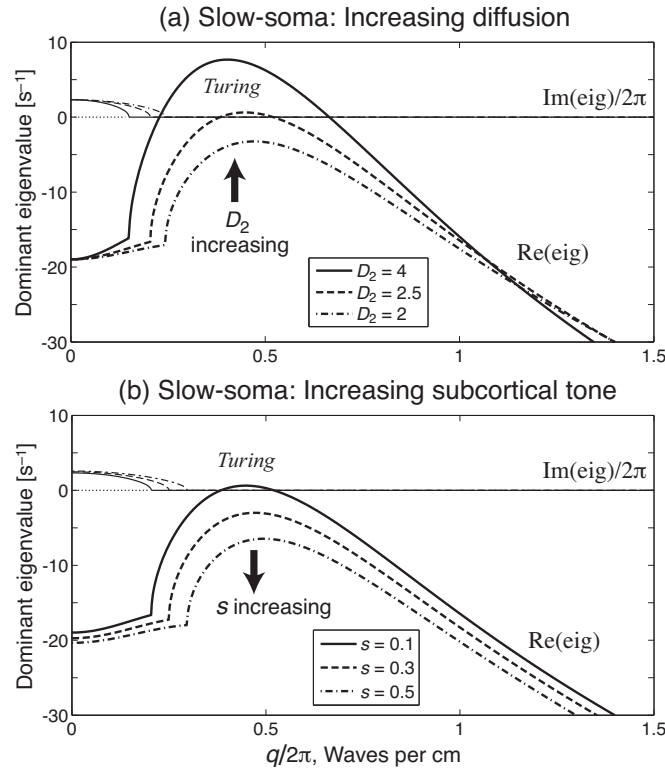 (a) Slow-soma: Increasing diffusion
Dominant eigenvalue [s⁻¹]
10
0
-10
-20
-30
Turing
Im(eig)/2π
D₂
increasing
Re(eig)
D₂ = 4
D₂ = 2.5
D₂ = 2
0
0.5
1
1.5
(b) Slow-soma: Increasing subcortical tone
Dominant eigenvalue [s⁻¹]
10
0
-10
-20
-30
Turing
Im(eig)/2π
s increasing
Re(eig)
s = 0.1
s = 0.3
s = 0.5
0
0.5
1
1.5
q/2π, Waves per cm